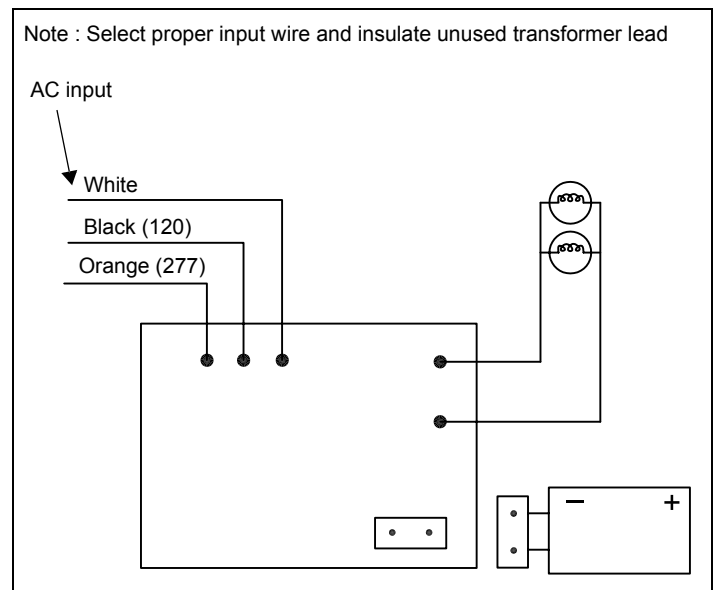 Note : Select proper input wire and insulate unused transformer lead
AC input
White
Black (120)
Orange (277)
− +